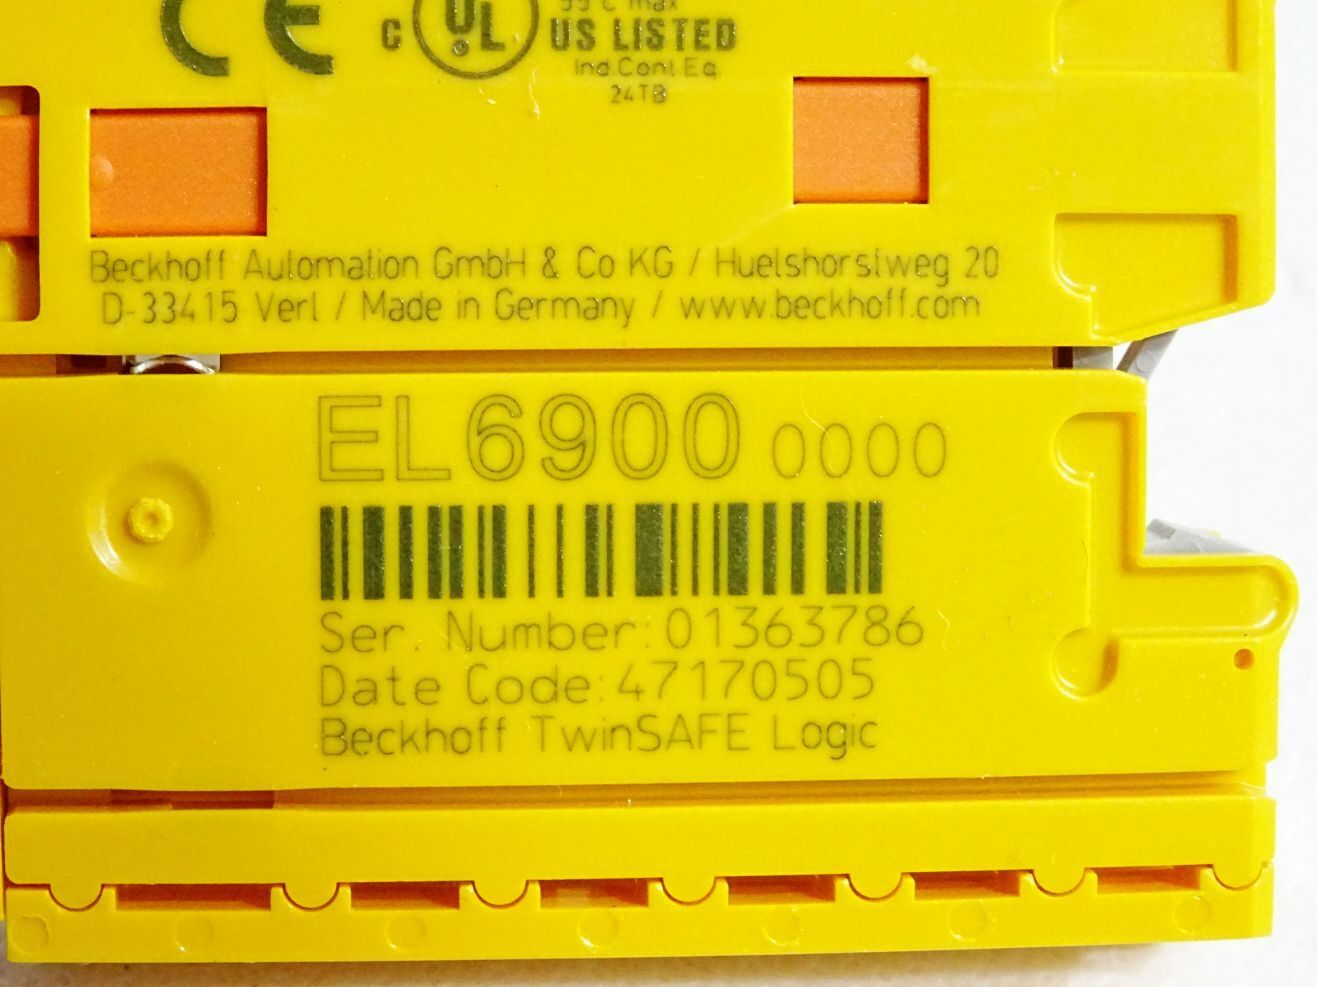 CE
C UL US LISTED
Ind.Cont.Eq
24TB
Beckhoff Automation GmbH & Co KG / Huelshorstweg 20
D-33415 Verl / Made in Germany / www.beckhoff.com
EL6900 0000
Ser. Number:01363786
Date Code:47170505
Beckhoff TwinSAFE Logic